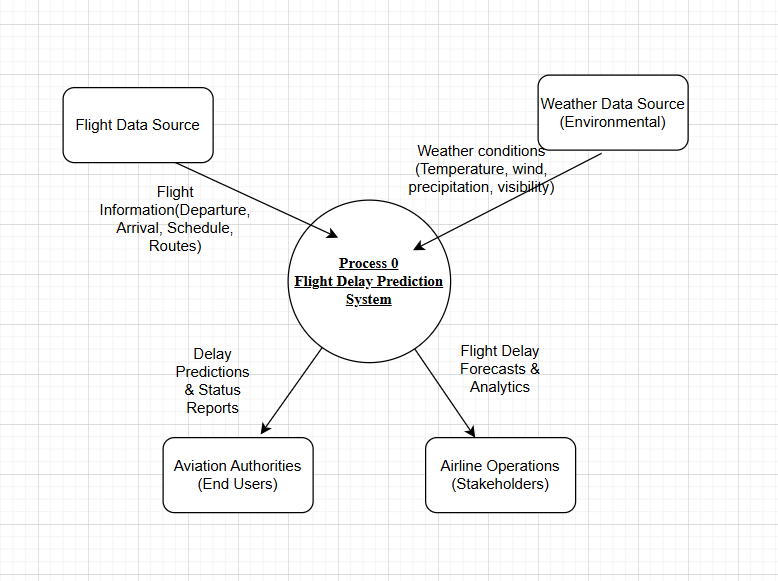 Flight Data Source
Weather Data Source
(Environmental)
Weather conditions
(Temperature, wind,
precipitation, visibility)
Flight
Information(Departure,
Arrival, Schedule,
Routes)
Process 0
Flight Delay Prediction
System
Delay
Predictions
& Status
Reports
Flight Delay
Forecasts &
Analytics
Aviation Authorities
(End Users)
Airline Operations
(Stakeholders)